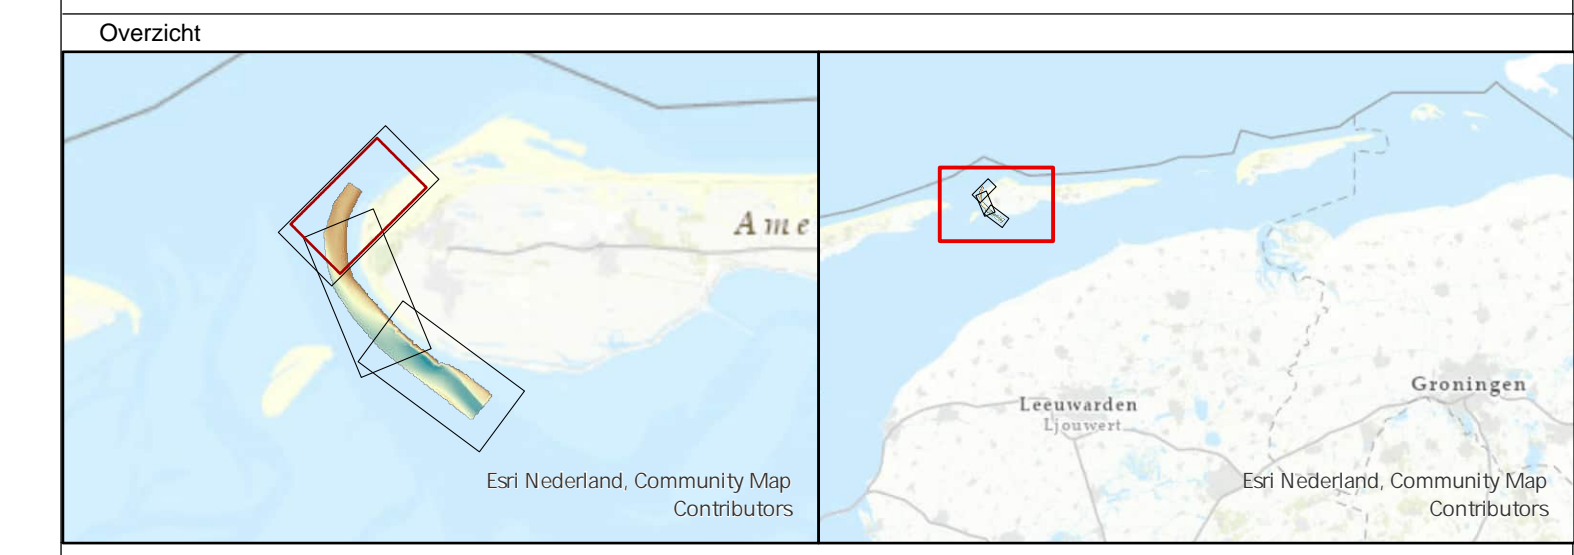 Overzicht
Ame
Esri Nederland, Community Map
Contributors
Leeuwarden
Ljouwert
Groningen
Esri Nederland, Community Map
Contributors